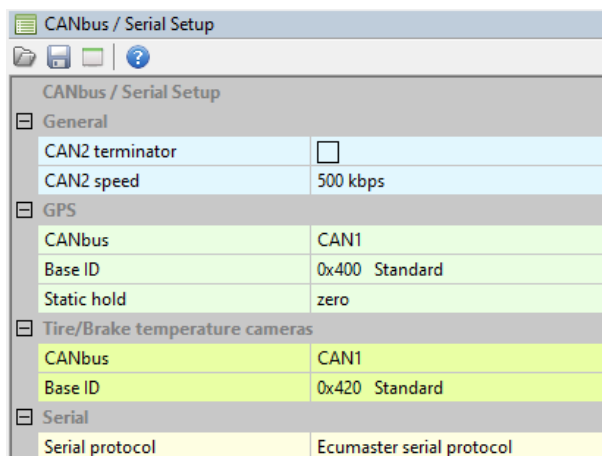 CANbus / Serial Setup
CANbus / Serial Setup
General
CAN2 terminator
CAN2 speed 500 kbps
GPS
CANbus CAN1
Base ID 0x400 Standard
Static hold zero
Tire/Brake temperature cameras
CANbus CAN1
Base ID 0x420 Standard
Serial
Serial protocol Ecumaster serial protocol